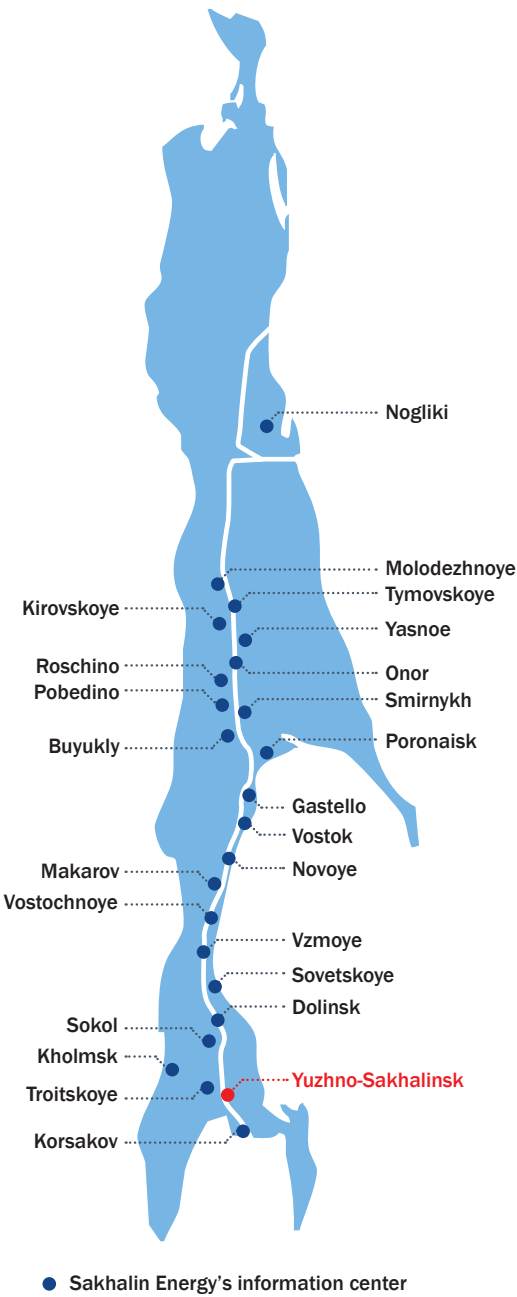 Nogliki
Molodezhnoye
Tymovskoye
Kirovskoye
Yasnoe
Roschino
Onor
Pobedino
Smirnykh
Buyukly
Poronaisk
Gastello
Vostok
Novoye
Makarov
Vostochnoye
Vzmoye
Sovetskoye
Dolinsk
Sokol
Kholmsk
Yuzhno-Sakhalinsk
Troitskoye
Korsakov
Sakhalin Energy's information center